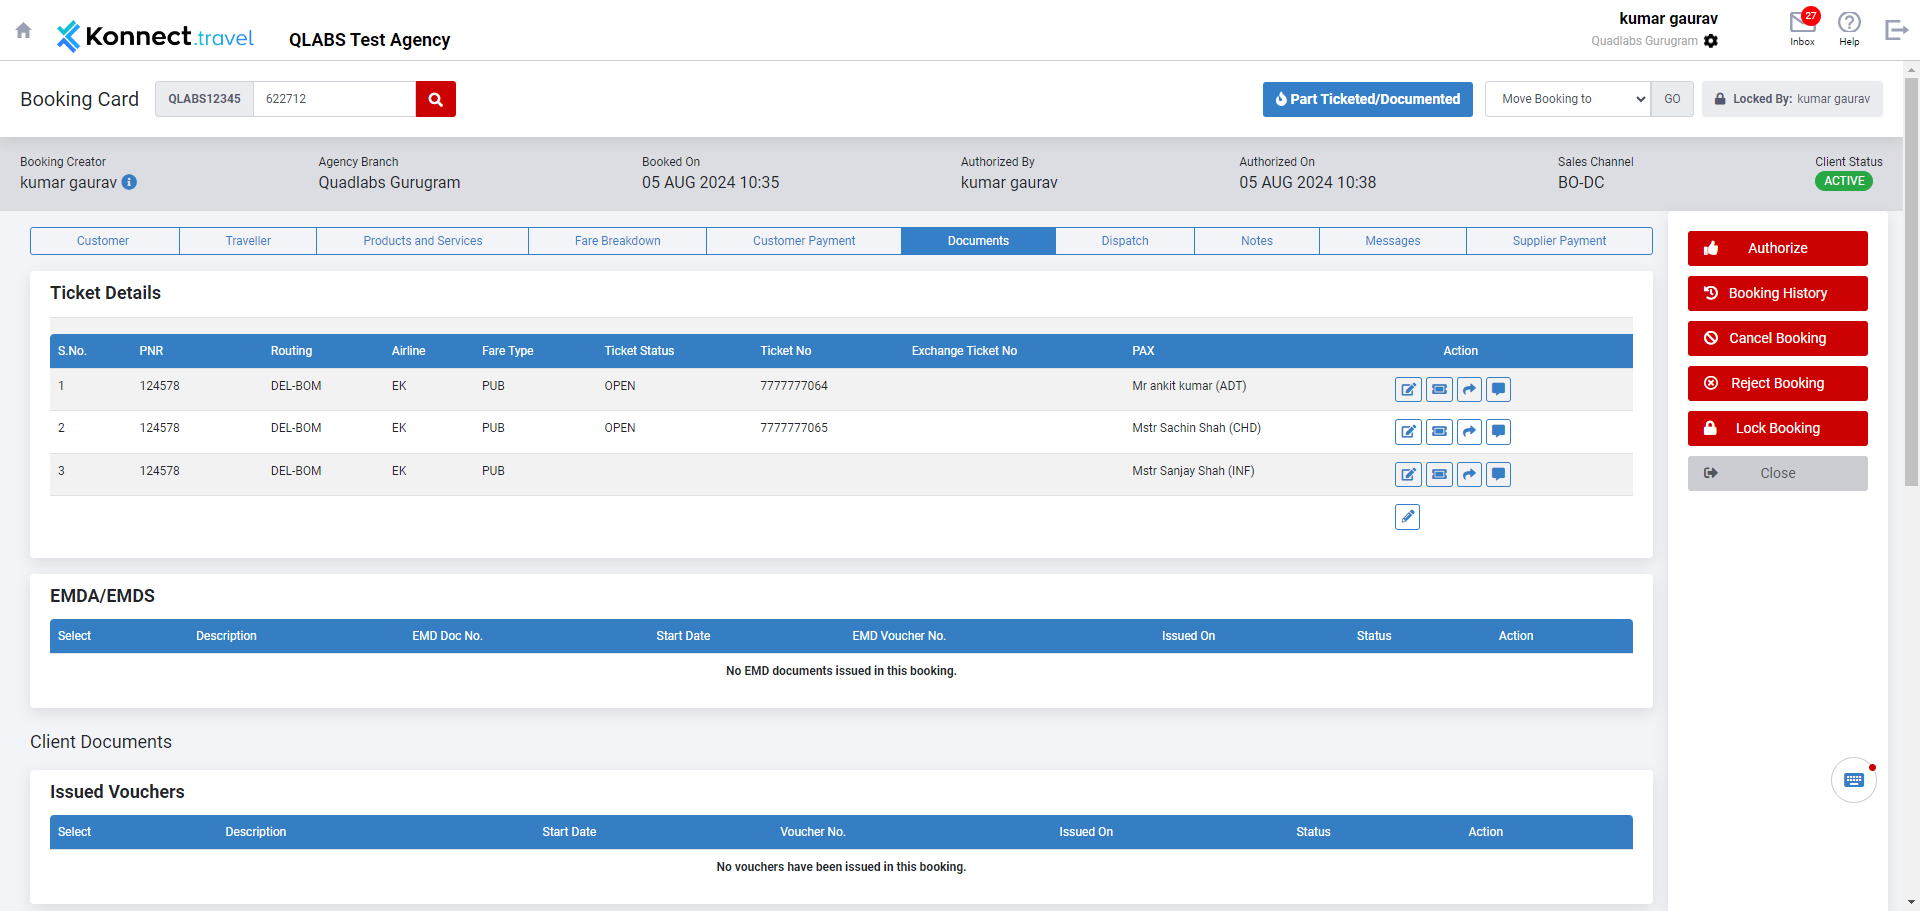 Konnect.travel
QLABS Test Agency
kumar gaurav
Quadlabs Gurugram
27
Inbox
Help
Booking Card
QLABS12345
622712
Part Ticketed/Documented
Move Booking to
GO
Locked By: kumar gaurav
Booking Creator
kumar gaurav
Agency Branch
Quadlabs Gurugram
Booked On
05 AUG 2024 10:35
Authorized By
kumar gaurav
Authorized On
05 AUG 2024 10:38
Sales Channel
BO-DC
Client Status
ACTIVE
Customer Traveller Products and Services Fare Breakdown Customer Payment Documents Dispatch Notes Messages Supplier Payment
Ticket Details
S.No. PNR Routing Airline Fare Type Ticket Status Ticket No Exchange Ticket No PAX Action
1 124578 DEL-BOM EK PUB OPEN 7777777064 Mr ankit kumar (ADT)
2 124578 DEL-BOM EK PUB OPEN 7777777065 Mstr Sachin Shah (CHD)
3 124578 DEL-BOM EK PUB Mstr Sanjay Shah (INF)
EMDA/EMDS
Select Description EMD Doc No. Start Date EMD Voucher No. Issued On Status Action
No EMD documents issued in this booking.
Client Documents
Issued Vouchers
Select Description Start Date Voucher No. Issued On Status Action
No vouchers have been issued in this booking.
Authorize
Booking History
Cancel Booking
Reject Booking
Lock Booking
Close